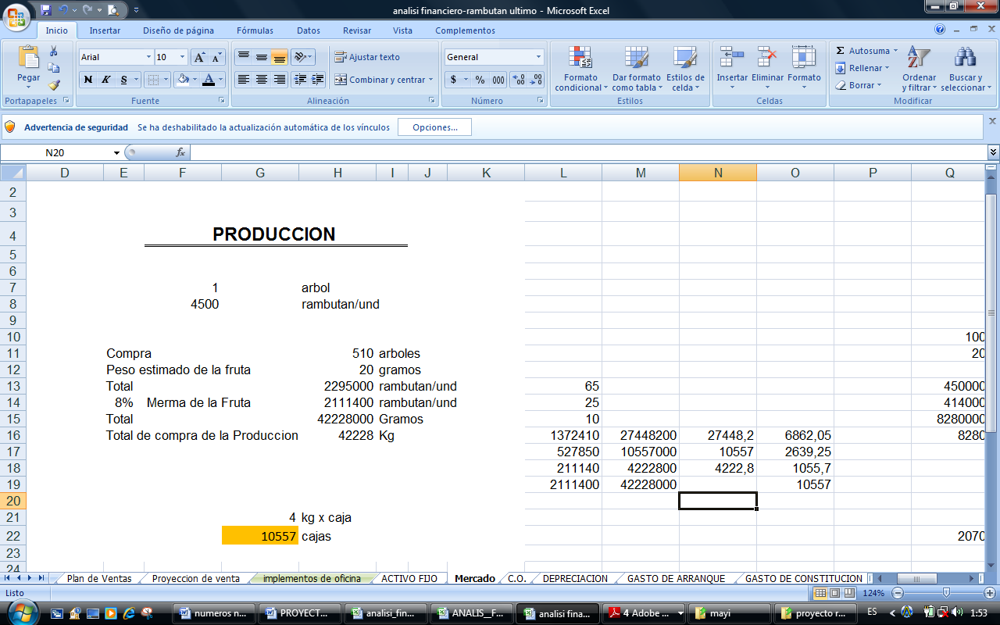 analisi financiero-rambutan ultimo - Microsoft Excel
Inicio Insertar Diseño de página Fórmulas Datos Revisar Vista Complementos
Pegar
Portapapeles
Arial 10
N K S
Fuente
Ajustar texto
Combinar y centrar
Alineación
General
$ % 000
Número
Formato condicional
Dar formato como tabla
Estilos de celda
Estilos
Insertar Eliminar Formato
Celdas
Autosuma
Rellenar
Borrar
Ordenar y filtrar
Buscar y seleccionar
Modificar
Advertencia de seguridad Se ha deshabilitado la actualización automática de los vínculos Opciones...
N20 fx
D E F G H I J K L M N O P Q
2
3
4 PRODUCCION
5
6
7 1 arbol
8 4500 rambutan/und
9
10 100
11 Compra 510 arboles 20
12 Peso estimado de la fruta 20 gramos
13 Total 2295000 rambutan/und 65 450000
14 8% Merma de la Fruta 2111400 rambutan/und 25 414000
15 Total 42228000 Gramos 10 8280000
16 Total de compra de la Produccion 42228 Kg 1372410 27448200 27448,2 6862,05 8280
17 527850 10557000 10557 2639,25
18 211140 4222800 4222,8 1055,7
19 2111400 42228000 10557
20
21 4 kg x caja
22 10557 cajas 2070
23
24
Plan de Ventas Proyeccion de venta implementos de oficina ACTIVO FIJO Mercado C.O. DEPRECIACION GASTO DE ARRANQUE GASTO DE CONSTITUCION
Listo 124%
numeros n... PROYECT... analisi_fin... ANALIS__F... analisi fina... 4 Adobe ... mayi proyecto r... ES 1:53